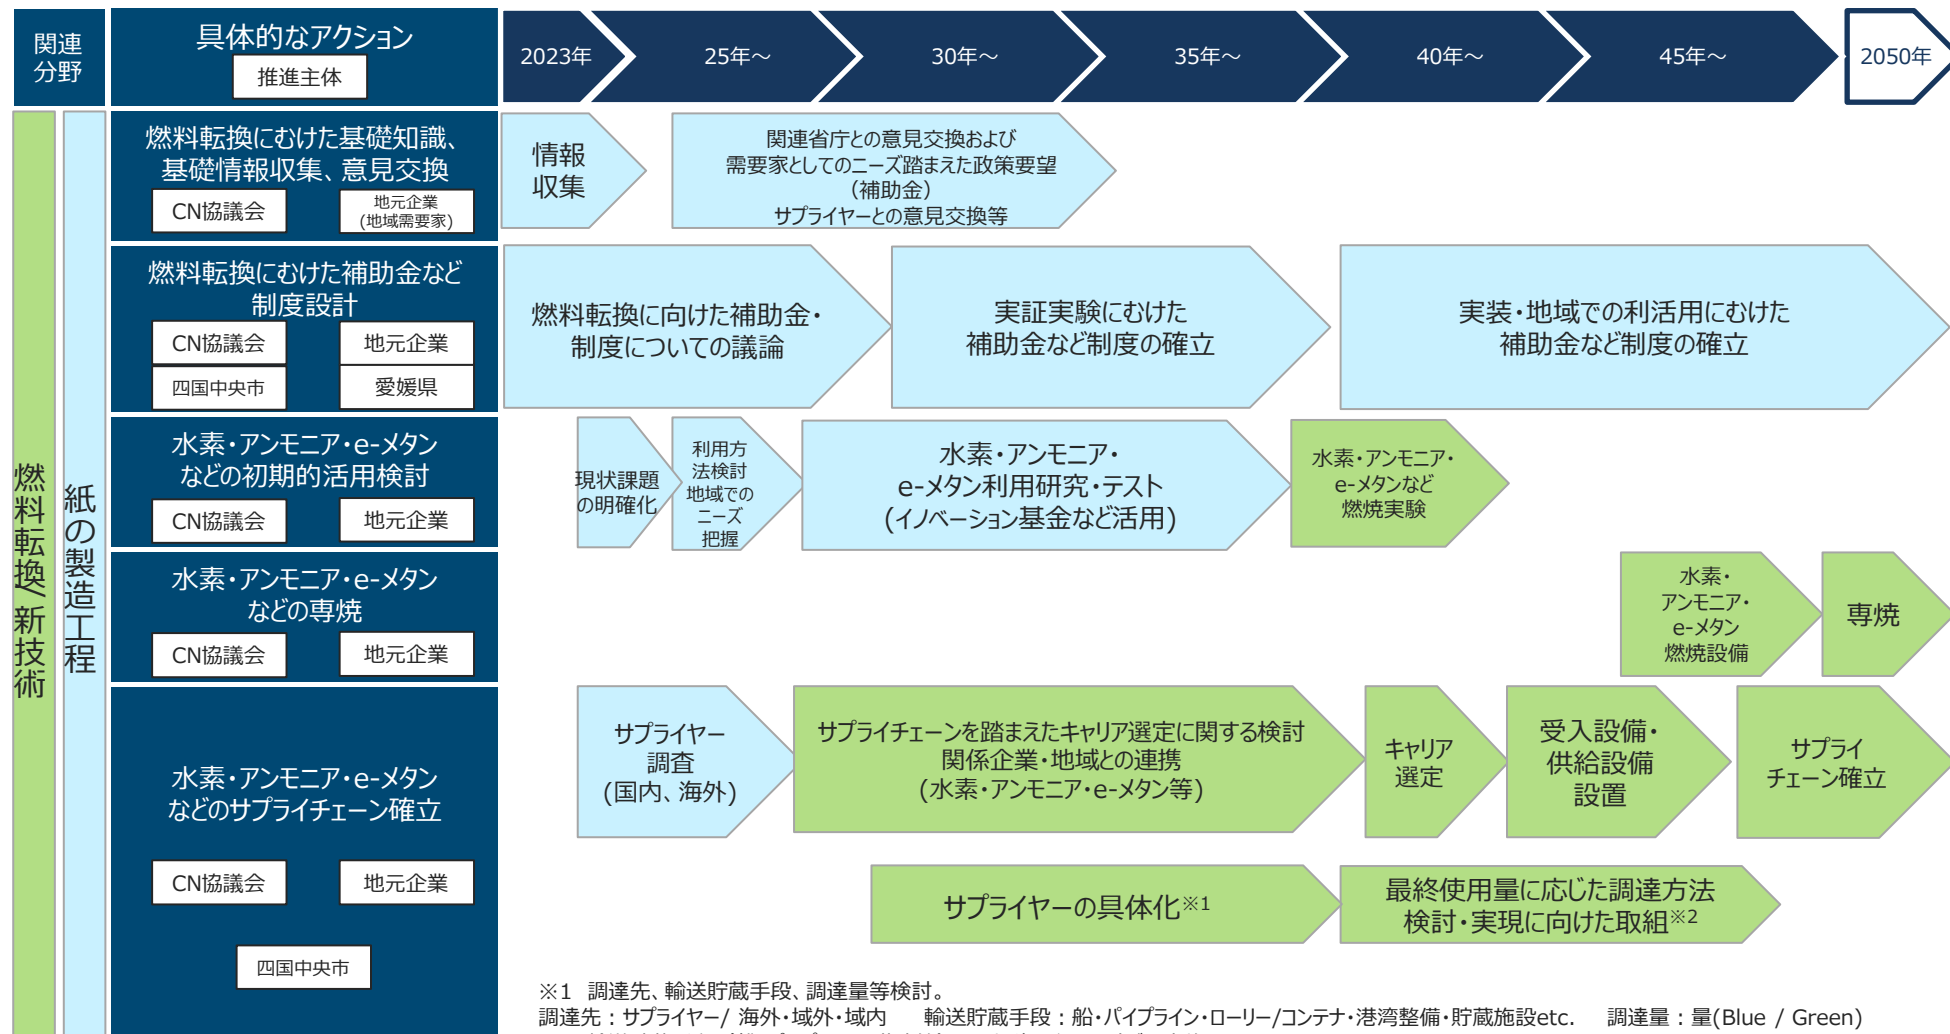 関連
分野
具体的なアクション
推進主体
2023年
25年～
30年～
35年～
40年～
45年～
2050年
燃料転換/新技術
紙の製造工程
燃料転換にむけた基礎知識、
基礎情報収集、意見交換
CN協議会
地元企業
(地域需要家)
情報
収集
関連省庁との意見交換および
需要家としてのニーズ踏まえた政策要望
(補助金)
サプライヤーとの意見交換等
燃料転換にむけた補助金など
制度設計
CN協議会
地元企業
四国中央市
愛媛県
燃料転換に向けた補助金・
制度についての議論
実証実験にむけた
補助金など制度の確立
実装・地域での利活用にむけた
補助金など制度の確立
水素・アンモニア・e-メタン
などの初期的活用検討
CN協議会
地元企業
現状課題
の明確化
利用方
法検討
地域での
ニーズ
把握
水素・アンモニア・
e-メタン利用研究・テスト
(イノベーション基金など活用)
水素・アンモニア・
e-メタンなど
燃焼実験
水素・アンモニア・e-メタン
などの専焼
CN協議会
地元企業
水素・
アンモニア・
e-メタン
燃焼設備
専焼
水素・アンモニア・e-メタン
などのサプライチェーン確立
CN協議会
地元企業
四国中央市
サプライヤー
調査
(国内、海外)
サプライチェーンを踏まえたキャリア選定に関する検討
関係企業・地域との連携
(水素・アンモニア・e-メタン等)
キャリア
選定
受入設備・
供給設備
設置
サプライ
チェーン確立
サプライヤーの具体化※1
最終使用量に応じた調達方法
検討・実現に向けた取組※2
※1 調達先、輸送貯蔵手段、調達量等検討。
調達先：サプライヤー/ 海外・域外・域内 輸送貯蔵手段：船・パイプライン・ローリー/コンテナ・港湾整備・貯蔵施設etc. 調達量：量(Blue / Green)